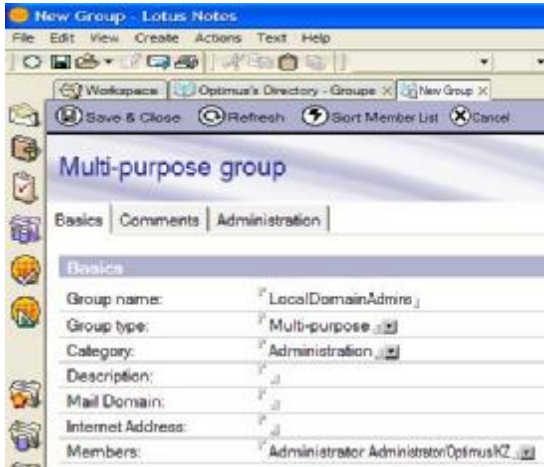 New Group - Lotus Notes
File Edit View Create Actions Text Help
Workspace Optimus's Directory - Groups New Group
Save & Close Refresh Sort Member List Cancel
Multi-purpose group
Basics Comments Administration
Basics
Group name: LocalDomainAdmins
Group type: Multi-purpose
Category: Administration
Description:
Mail Domain:
Internet Address:
Members: Administrator Administrator/Optimus/KZ